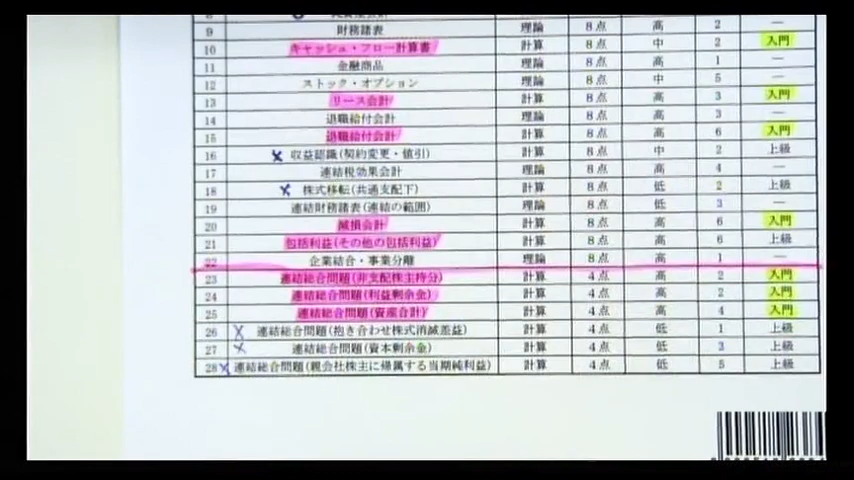 9 財務諸表 理論 8点 高 2 ―
10 キャッシュ・フロー計算書 計算 8点 中 2 入門
11 金融商品 理論 8点 高 1 ―
12 ストック・オプション 理論 8点 中 5 ―
13 リース会計 計算 8点 高 3 入門
14 退職給付会計 理論 8点 高 3 ―
15 退職給付会計 計算 8点 高 6 入門
16 × 収益認識(契約変更・値引) 計算 8点 中 2 上級
17 連結税効果会計 理論 8点 高 4 ―
18 × 株式移転(共通支配下) 計算 8点 低 2 上級
19 連結財務諸表(連結の範囲) 理論 8点 低 3 ―
20 減損会計 計算 8点 高 6 入門
21 包括利益(その他の包括利益) 計算 8点 高 6 上級
22 企業結合・事業分離 理論 8点 高 1 ―
23 連結総合問題(非支配株主持分) 計算 4点 高 2 入門
24 連結総合問題(利益剰余金) 計算 4点 高 2 入門
25 連結総合問題(資産合計) 計算 4点 高 4 入門
26 × 連結総合問題(抱き合わせ株式消滅差益) 計算 4点 低 1 上級
27 × 連結総合問題(資本剰余金) 計算 4点 低 3 上級
28 × 連結総合問題(親会社株主に帰属する当期純利益) 計算 4点 低 5 上級